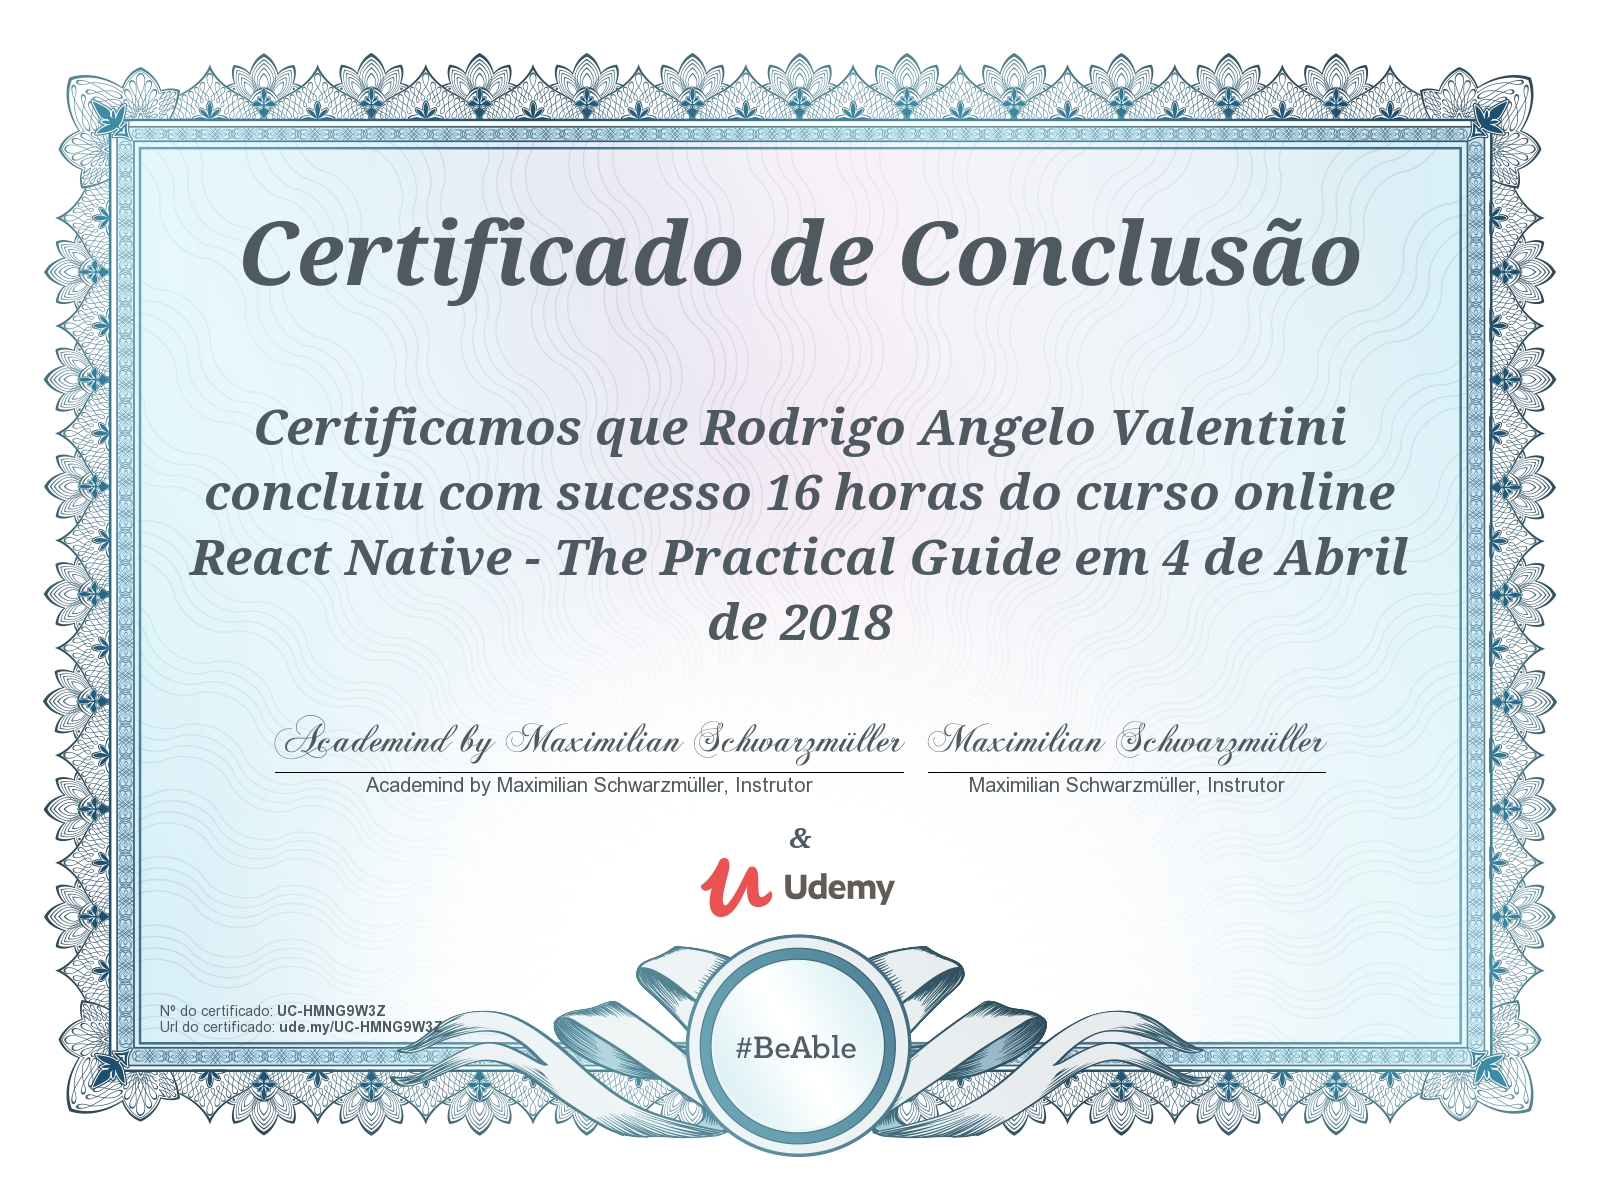 Certificado de Conclusão
Certificamos que Rodrigo Angelo Valentini
concluiu com sucesso 16 horas do curso online
React Native - The Practical Guide em 4 de Abril
de 2018
Academind by Maximilian Schwarzmüller Maximilian Schwarzmüller
Academind by Maximilian Schwarzmüller, Instrutor Maximilian Schwarzmüller, Instrutor
&
Udemy
Nº do certificado: UC-HMNG9W3Z
Url do certificado: ude.my/UC-HMNG9W3Z
#BeAble